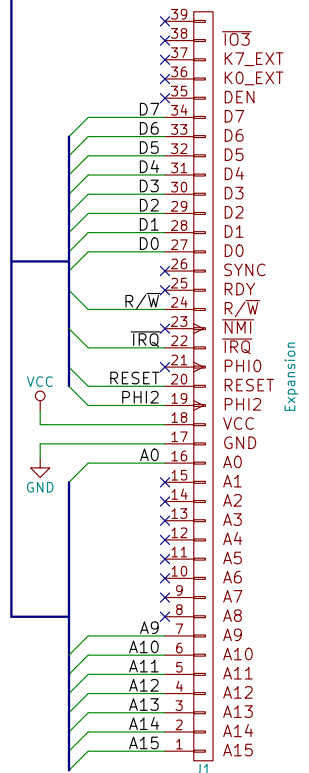 39
38 I̅O̅3̅
37 K7_EXT
36 K0_EXT
35 DEN
D7 34 D7
D6 33 D6
D5 32 D5
D4 31 D4
D3 30 D3
D2 29 D2
D1 28 D1
D0 27 D0
26 SYNC
25 RDY
R/W̅ 24 R/W̅
23 N̅M̅I̅
I̅R̅Q̅ 22 I̅R̅Q̅
21 PHI0
RESET 20 RESET
PHI2 19 PHI2
VCC
18 VCC
17 GND
GND
A0 16 A0
15 A1
14 A2
13 A3
12 A4
11 A5
10 A6
9 A7
8 A8
A9 7 A9
A10 6 A10
A11 5 A11
A12 4 A12
A13 3 A13
A14 2 A14
A15 1 A15
J1
Expansion